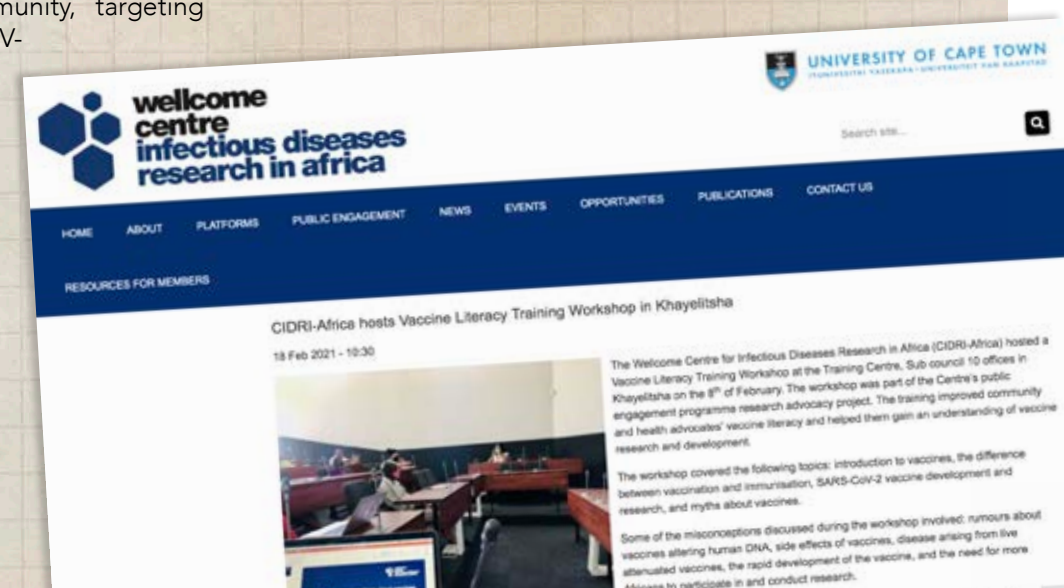 munity, targeting
V-
wellcome
centre
infectious diseases
research in africa
UNIVERSITY OF CAPE TOWN
IYUNIVESITHI YASEKAPA • UNIVERSITEIT VAN KAAPSTAD
Search site...
HOME ABOUT PLATFORMS PUBLIC ENGAGEMENT NEWS EVENTS OPPORTUNITIES PUBLICATIONS CONTACT US
RESOURCES FOR MEMBERS
CIDRI-Africa hosts Vaccine Literacy Training Workshop in Khayelitsha
18 Feb 2021 - 10:30
The Wellcome Centre for Infectious Diseases Research in Africa (CIDRI-Africa) hosted a
Vaccine Literacy Training Workshop at the Training Centre, Sub council 10 offices in
Khayelitsha on the 8th of February. The workshop was part of the Centre's public
engagement programme research advocacy project. The training improved community
and health advocates' vaccine literacy and helped them gain an understanding of vaccine
research and development.
The workshop covered the following topics: introduction to vaccines, the difference
between vaccination and immunisation, SARS-CoV-2 vaccine development and
research, and myths about vaccines.
Some of the misconceptions discussed during the workshop involved: rumours about
vaccines altering human DNA, side effects of vaccines, disease arising from live
attenuated vaccines, the rapid development of the vaccine, and the need for more
to participate in and conduct research.